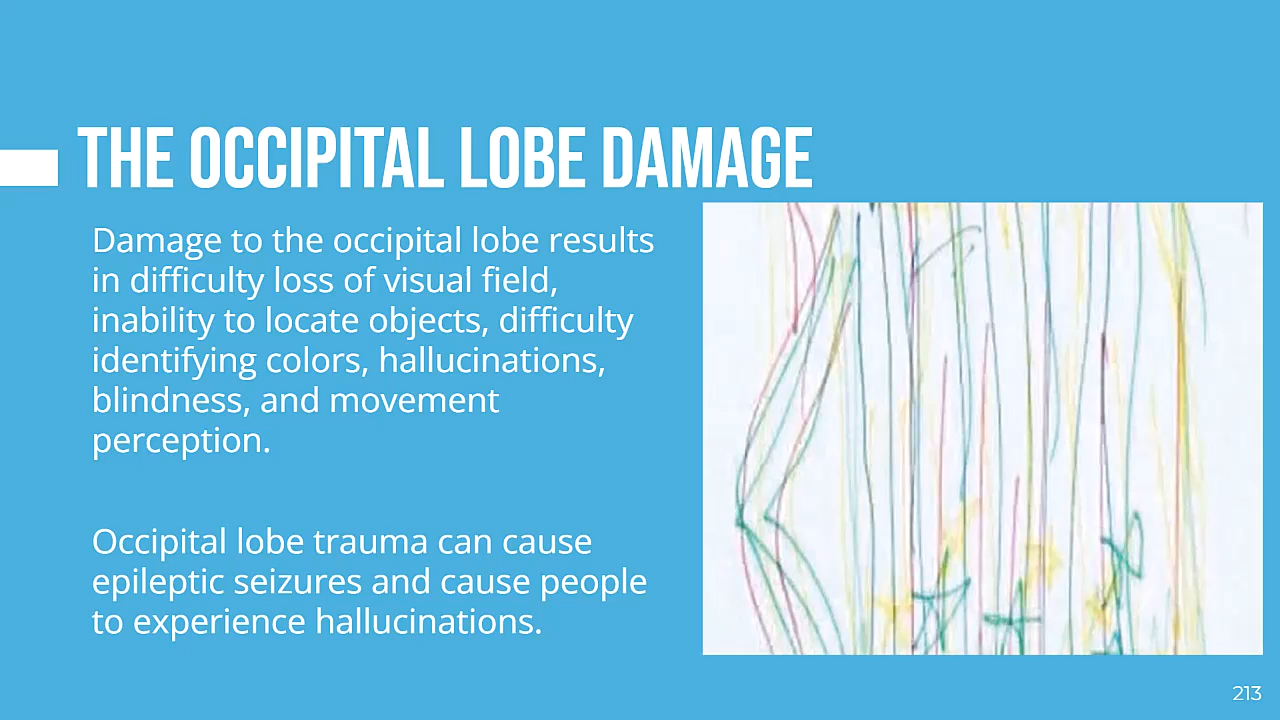 THE OCCIPITAL LOBE DAMAGE
Damage to the occipital lobe results
in difficulty loss of visual field,
inability to locate objects, difficulty
identifying colors, hallucinations,
blindness, and movement
perception.
Occipital lobe trauma can cause
epileptic seizures and cause people
to experience hallucinations.
213